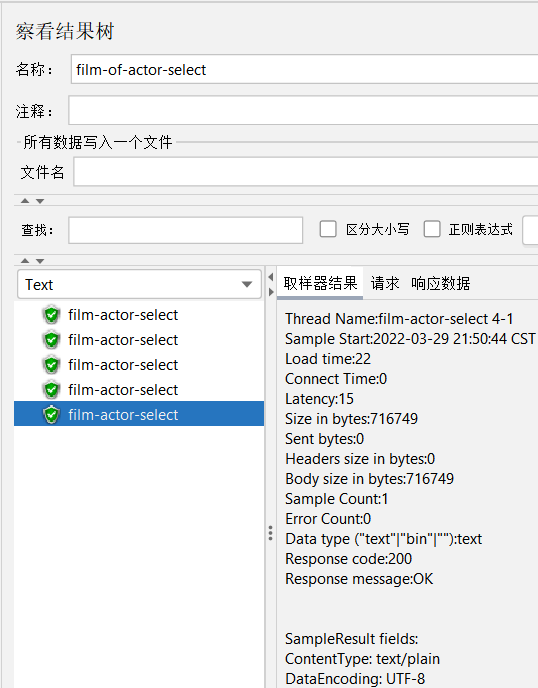 察看结果树
名称： film-of-actor-select
注释：
所有数据写入一个文件
文件名
查找： 区分大小写 正则表达式
Text
film-actor-select
film-actor-select
film-actor-select
film-actor-select
film-actor-select
取样器结果 请求 响应数据
Thread Name:film-actor-select 4-1
Sample Start:2022-03-29 21:50:44 CST
Load time:22
Connect Time:0
Latency:15
Size in bytes:716749
Sent bytes:0
Headers size in bytes:0
Body size in bytes:716749
Sample Count:1
Error Count:0
Data type ("text"|"bin"|""):text
Response code:200
Response message:OK
SampleResult fields:
ContentType: text/plain
DataEncoding: UTF-8